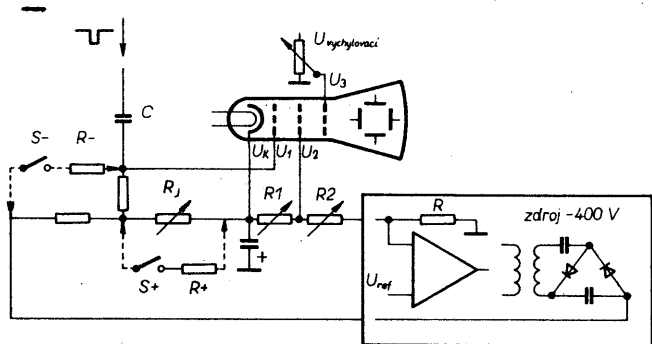 U vychylovací
U3
C
S-
R-
UK
U1
U2
RJ
R1
R2
R
zdroj -400 V
S+
R+
+
Uref